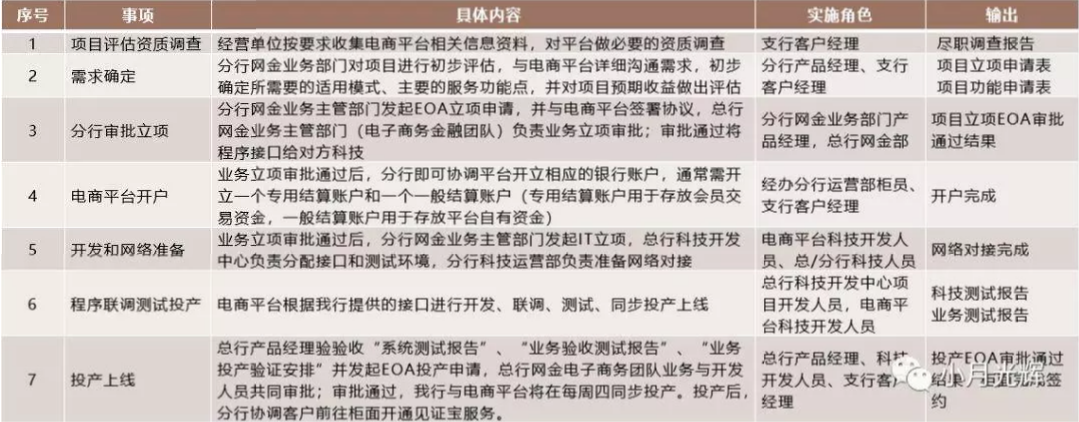 序号 事项 具体内容 实施角色 输出
1 项目评估资质调查 经营单位按要求收集电商平台相关信息资料，对平台做必要的资质调查 支行客户经理 尽职调查报告
2 需求确定 分行网金业务部门对项目进行初步评估，与电商平台详细沟通需求，初步
确定所需要的适用模式、主要的服务功能点，并对项目预期收益做出评估
分行产品经理、支行
客户经理
项目立项申请表
项目功能申请表
3 分行审批立项 分行网金业务主管部门发起EOA立项申请，并与电商平台签署协议，总行
网金业务主管部门（电子商务金融团队）负责业务立项审批；审批通过将
程序接口给对方科技
分行网金业务部门产
品经理，总行网金部
项目立项EOA审批
通过结果
4 电商平台开户 业务立项审批通过后，分行即可协调平台开立相应的银行账户，通常需开
立一个专用结算账户和一个一般结算账户（专用结算账户用于存放会员交
易资金，一般结算账户用于存放平台自有资金）
经办分行运营部柜员、
支行客户经理
开户完成
5 开发和网络准备 业务立项审批通过后，分行网金业务主管部门发起IT立项，总行科技开发
中心负责分配接口和测试环境，分行科技运营部负责准备网络对接
电商平台科技开发人
员、总/分行科技人员
网络对接完成
6 程序联调测试投产 电商平台根据我行提供的接口进行开发、联调、测试、同步投产上线
总行科技开发中心项
目开发人员，电商平
台科技开发人员
科技测试报告
业务测试报告
7 投产上线 总行产品经理验验收“系统测试报告”、“业务验收测试报告”、“业务
投产验证安排”并发起EOA投产申请，总行网金电子商务团队业务与开发
人员共同审批；审批通过，我行与电商平台将在每周四同步投产。投产后，
分行协调客户前往柜面开通见证宝服务。
总行产品经理、科技
开发人员、支行客户
经理
投产EOA审批通过
结果、柜面见签
约
小月光辉